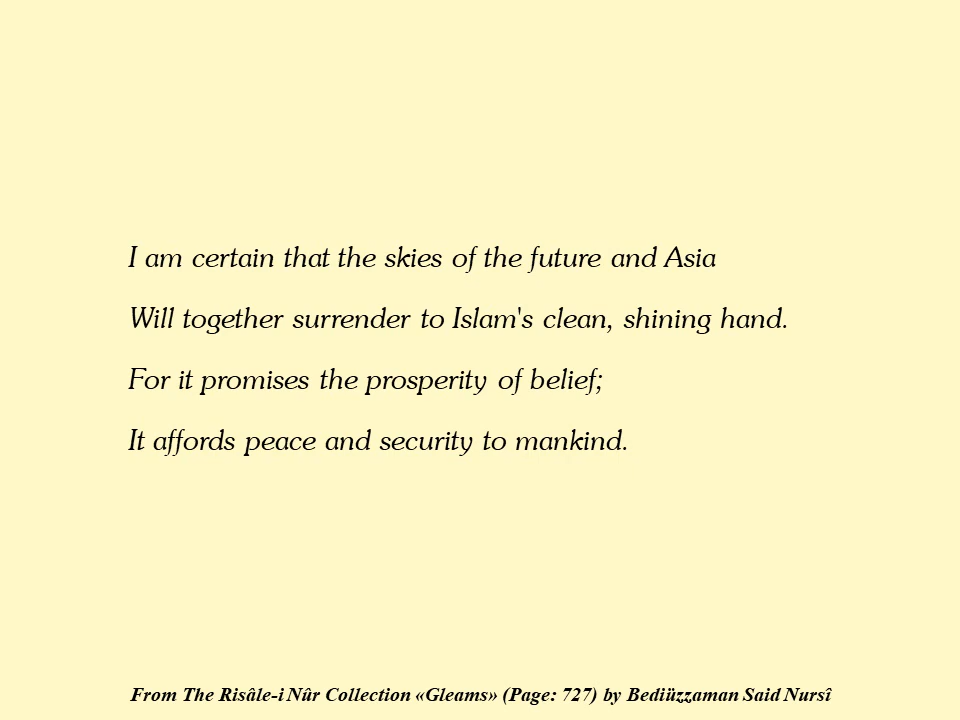 I am certain that the skies of the future and Asia
Will together surrender to Islam's clean, shining hand.
For it promises the prosperity of belief;
It affords peace and security to mankind.
From The Risâle-i Nûr Collection «Gleams» (Page: 727) by Bediüzzaman Said Nursî